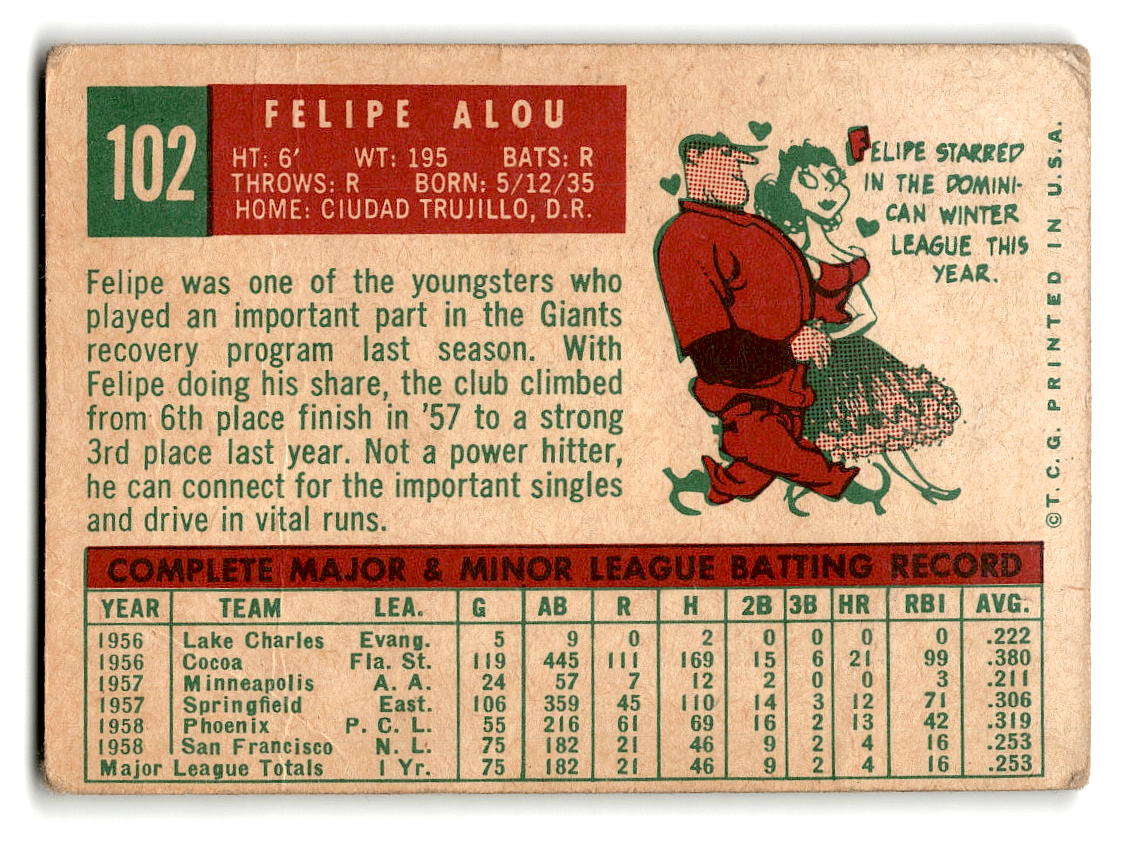 102
FELIPE ALOU
HT: 6' WT: 195 BATS: R
THROWS: R BORN: 5/12/35
HOME: CIUDAD TRUJILLO, D.R.
Felipe was one of the youngsters who
played an important part in the Giants
recovery program last season. With
Felipe doing his share, the club climbed
from 6th place finish in '57 to a strong
3rd place last year. Not a power hitter,
he can connect for the important singles
and drive in vital runs.
FELIPE STARRED
IN THE DOMINI-
CAN WINTER
LEAGUE THIS
YEAR.
© T.C.G. PRINTED IN U.S.A.
COMPLETE MAJOR & MINOR LEAGUE BATTING RECORD
YEAR TEAM LEA. G AB R H 2B 3B HR RBI AVG.
1956 Lake Charles Evang. 5 9 0 2 0 0 0 0 .222
1956 Cocoa Fla. St. 119 445 111 169 15 6 21 99 .380
1957 Minneapolis A. A. 24 57 7 12 2 0 0 3 .211
1957 Springfield East. 106 359 45 110 14 3 12 71 .306
1958 Phoenix P. C. L. 55 216 61 69 16 2 13 42 .319
1958 San Francisco N. L. 75 182 21 46 9 2 4 16 .253
Major League Totals 1 Yr. 75 182 21 46 9 2 4 16 .253